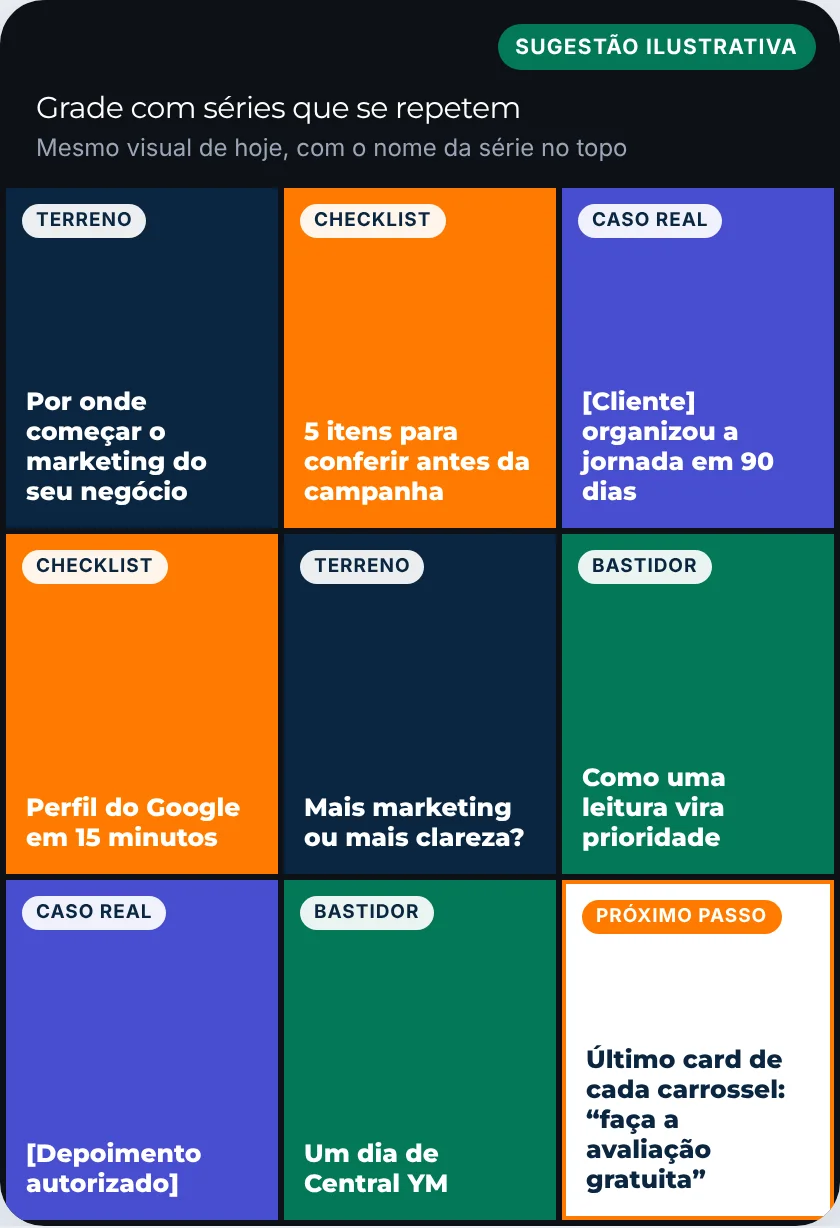 SUGESTÃO ILUSTRATIVA
Grade com séries que se repetem
Mesmo visual de hoje, com o nome da série no topo
TERRENO
Por onde
começar o
marketing do
seu negócio
CHECKLIST
5 itens para
conferir antes da
campanha
CASO REAL
[Cliente]
organizou a
jornada em 90
dias
CHECKLIST
Perfil do Google
em 15 minutos
TERRENO
Mais marketing
ou mais clareza?
BASTIDOR
Como uma
leitura vira
prioridade
CASO REAL
[Depoimento
autorizado]
BASTIDOR
Um dia de
Central YM
PRÓXIMO PASSO
Último card de
cada carrossel:
“faça a
avaliação
gratuita”